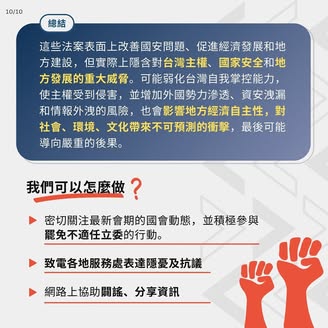 10/10
總結
這些法案表面上改善國安問題、促進經濟發展和地
方建設，但實際上隱含對台灣主權、國家安全和地
方發展的重大威脅。可能弱化台灣自我掌控能力，
使主權受到侵害，並增加外國勢力滲透、資安洩漏
和情報外洩的風險，也會影響地方經濟自主性，對
社會、環境、文化帶來不可預測的衝擊，最後可能
導向嚴重的後果。
我們可以怎麼做？
密切關注最新會期的國會動態，並積極參與
罷免不適任立委的行動。
致電各地服務處表達隱憂及抗議
網路上協助闢謠、分享資訊